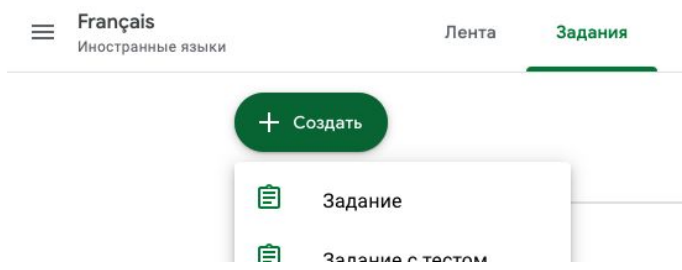 Français
Иностранные языки
Лента
Задания
Создать
Задание
Задание с тестом